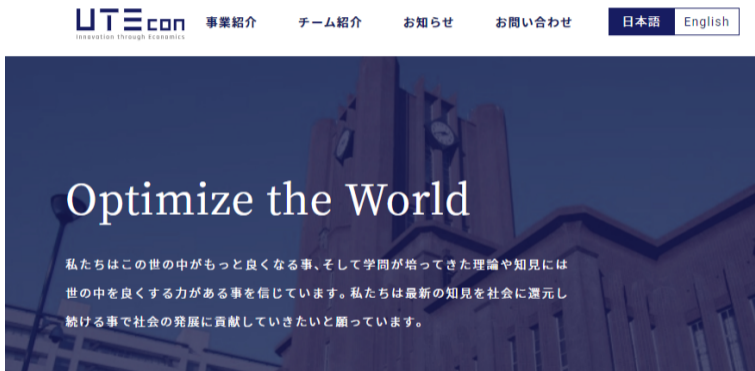 UTEcon
Innovation through Economics
事業紹介
チーム紹介
お知らせ
お問い合わせ
日本語
English
Optimize the World
私たちはこの世の中がもっと良くなる事、そして学問が培ってきた理論や知見には
世の中を良くする力がある事を信じています。私たちは最新の知見を社会に還元し
続ける事で社会の発展に貢献していきたいと願っています。